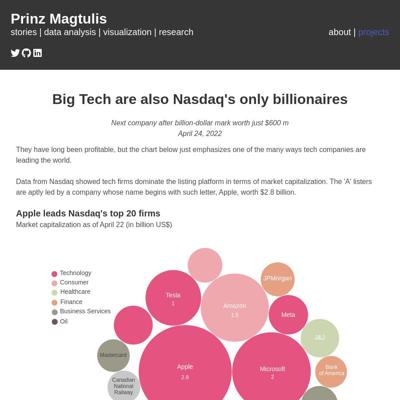 Prinz Magtulis
stories | data analysis | visualization | research
about | projects
Big Tech are also Nasdaq's only billionaires
Next company after billion-dollar mark worth just $600 m
April 24, 2022
They have long been profitable, but the chart below just emphasizes one of the many ways tech companies are
leading the world.
Data from Nasdaq showed tech firms dominate the listing platform in terms of market capitalization. The 'A' listers
are aptly led by a company whose name begins with such letter, Apple, worth $2.8 billion.
Apple leads Nasdaq's top 20 firms
Market capitalization as of April 22 (in billion US$)
Technology
Consumer
Healthcare
Finance
Business Services
Oil
JPMorgan
Tesla
1
Amazon
1.5
Meta
J&J
Mastercard
Apple
2.8
Microsoft
2
Bank
of America
Canadian
National
Railway